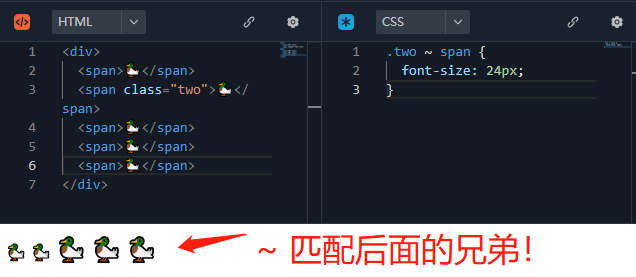 HTML
1 <div>
2 <span>🦆</span>
3 <span class="two">🦆</
span>
4 <span>🦆</span>
5 <span>🦆</span>
6 <span>🦆</span>
7 </div>
CSS
1 .two ~ span {
2 font-size: 24px;
3 }
🦆🦆🦆🦆🦆
~ 匹配后面的兄弟!